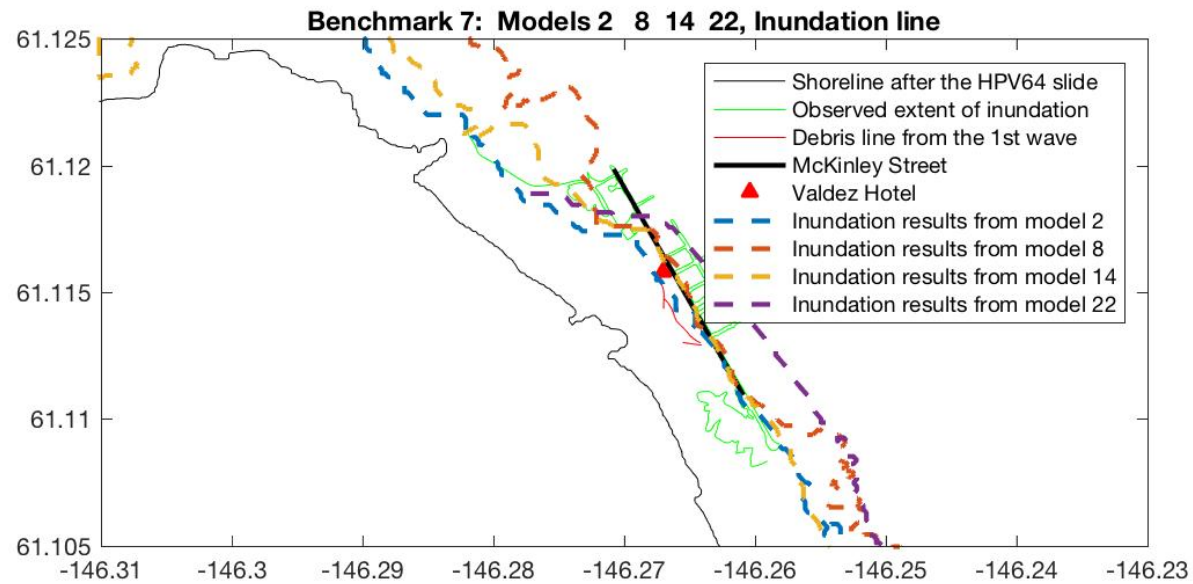 Benchmark 7: Models 2 8 14 22, Inundation line
61.125
61.12
61.115
61.11
61.105
Shoreline after the HPV64 slide
Observed extent of inundation
Debris line from the 1st wave
McKinley Street
Valdez Hotel
Inundation results from model 2
Inundation results from model 8
Inundation results from model 14
Inundation results from model 22
-146.31 -146.3 -146.29 -146.28 -146.27 -146.26 -146.25 -146.24 -146.23